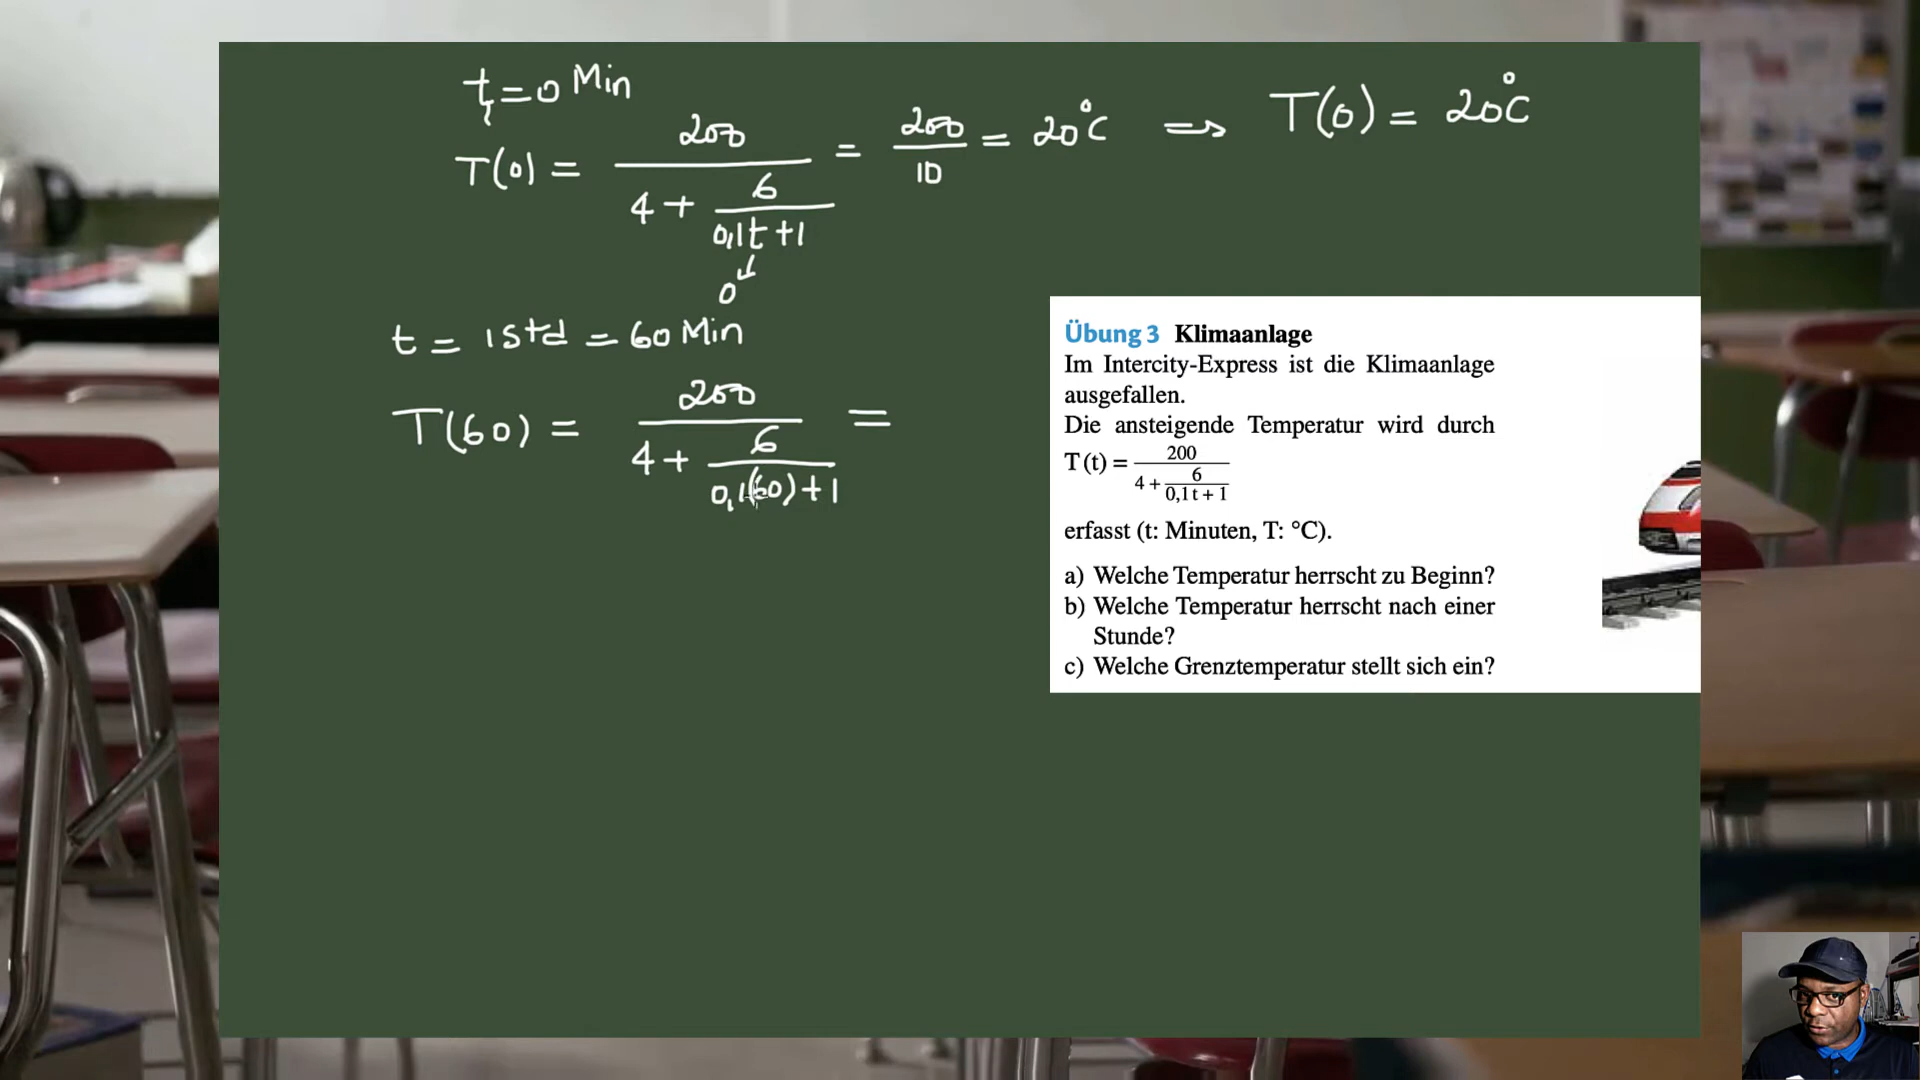 t=0 Min
T(0) = 200 / (4 + 6 / (0,1t+1)) = 200/10 = 20°C ⇒ T(0) = 20°C
0
t = 1 Std = 60 Min
T(60) = 200 / (4 + 6 / (0,1(60)+1)) =
Übung 3 Klimaanlage
Im Intercity-Express ist die Klimaanlage
ausgefallen.
Die ansteigende Temperatur wird durch
T(t) = 200 / (4 + 6 / (0,1t + 1))
erfasst (t: Minuten, T: °C).
a) Welche Temperatur herrscht zu Beginn?
b) Welche Temperatur herrscht nach einer
Stunde?
c) Welche Grenztemperatur stellt sich ein?